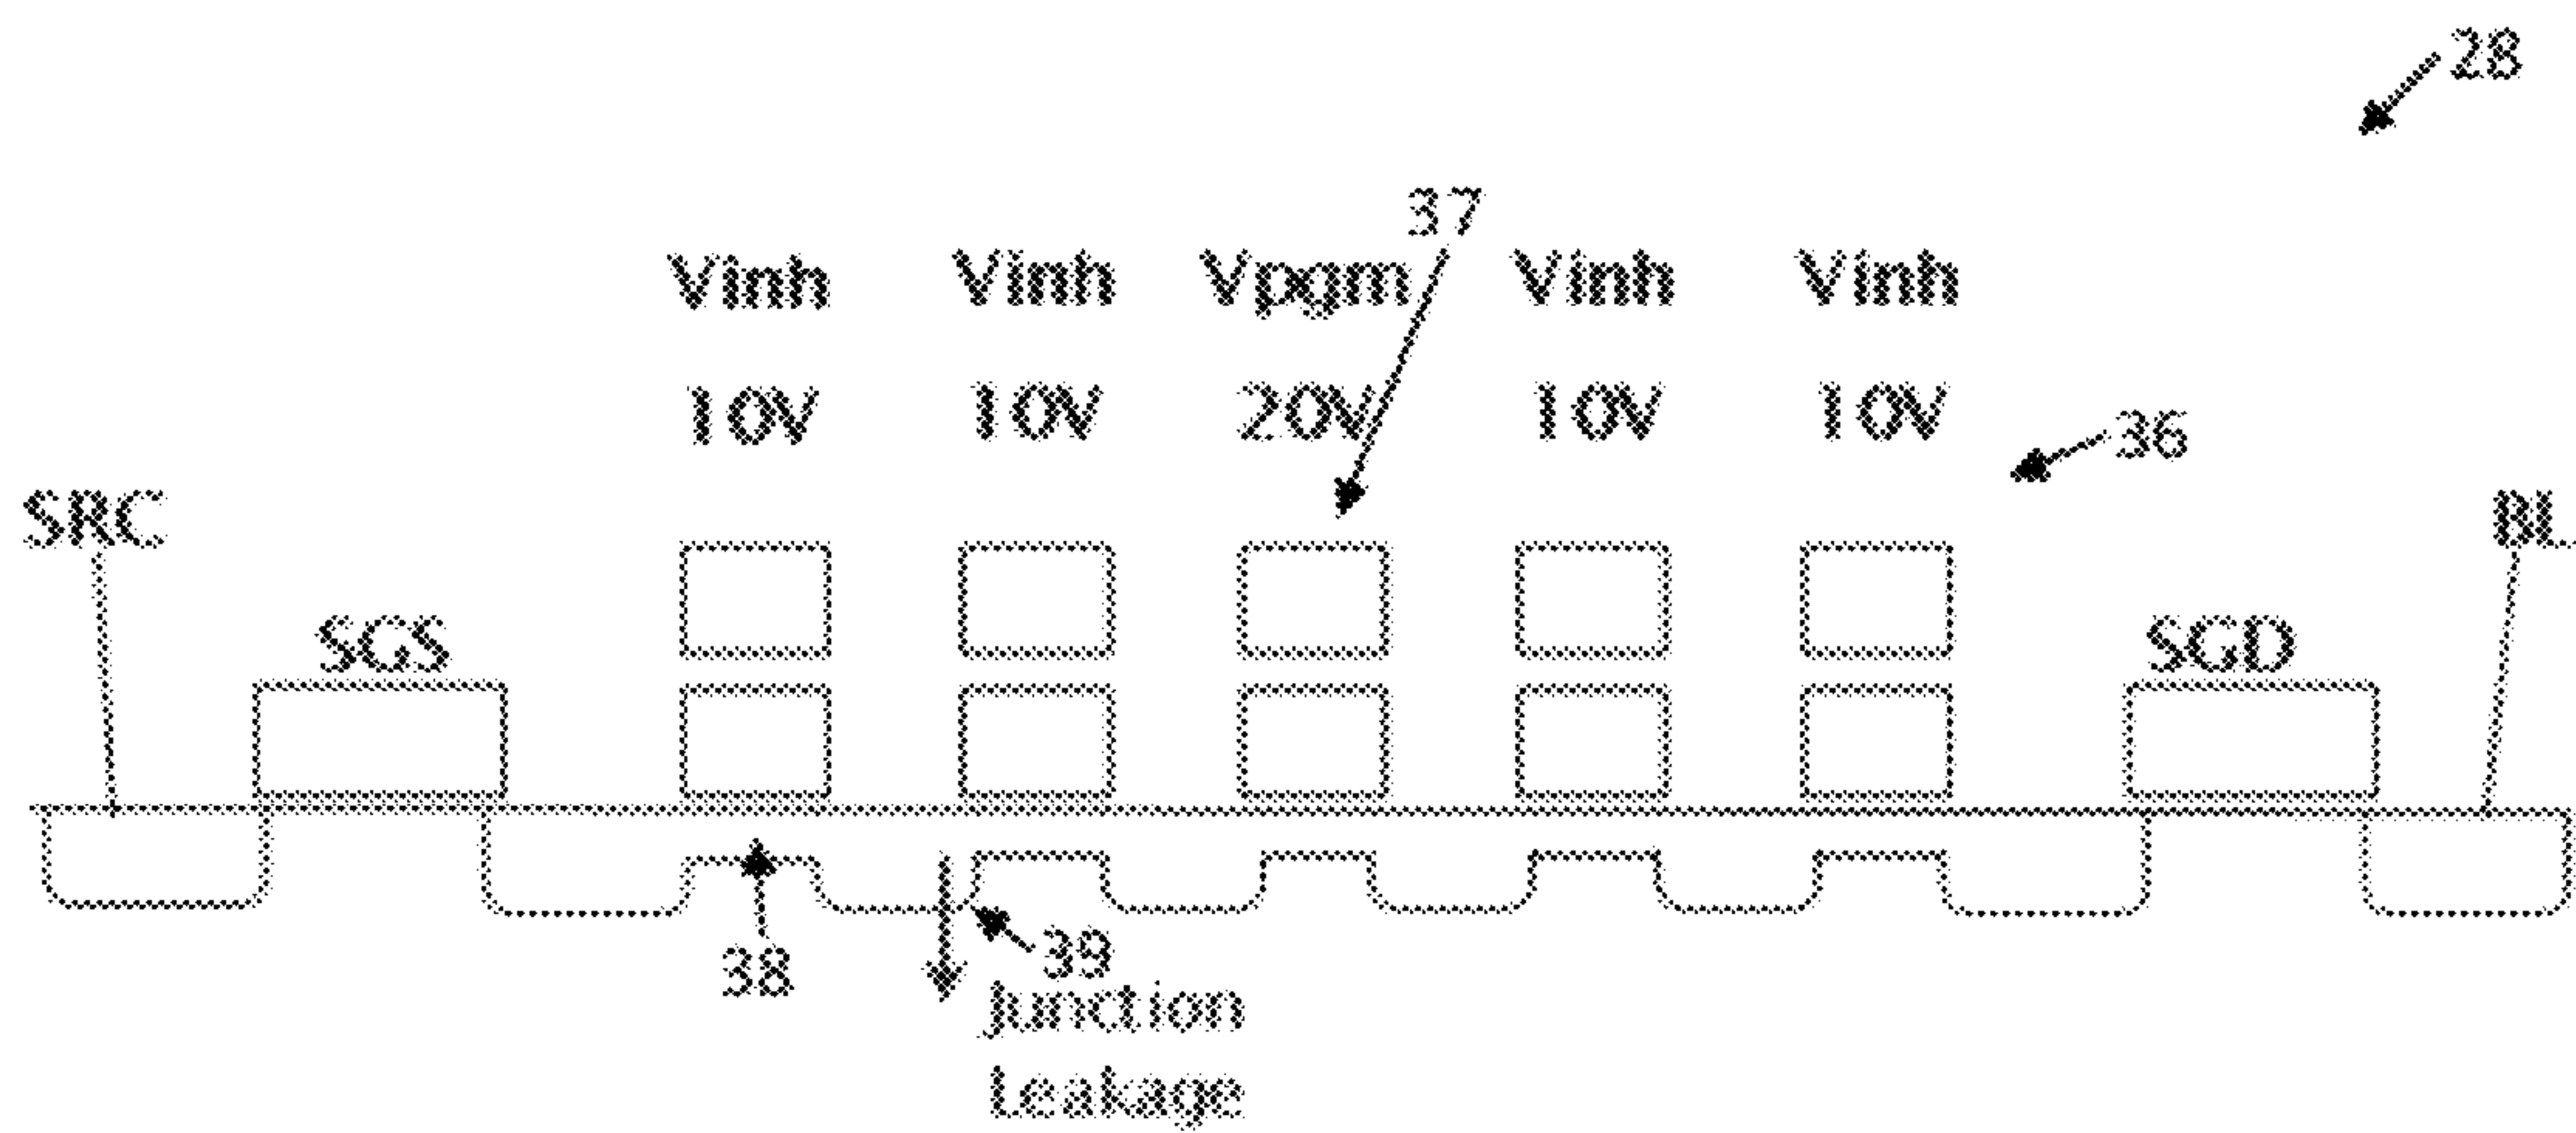 28
37
Vinh Vinh Vpgm Vinh Vinh
10V 10V 20V 10V 10V
36
SRC BL
SGS SGD
38 39
Junction
Leakage